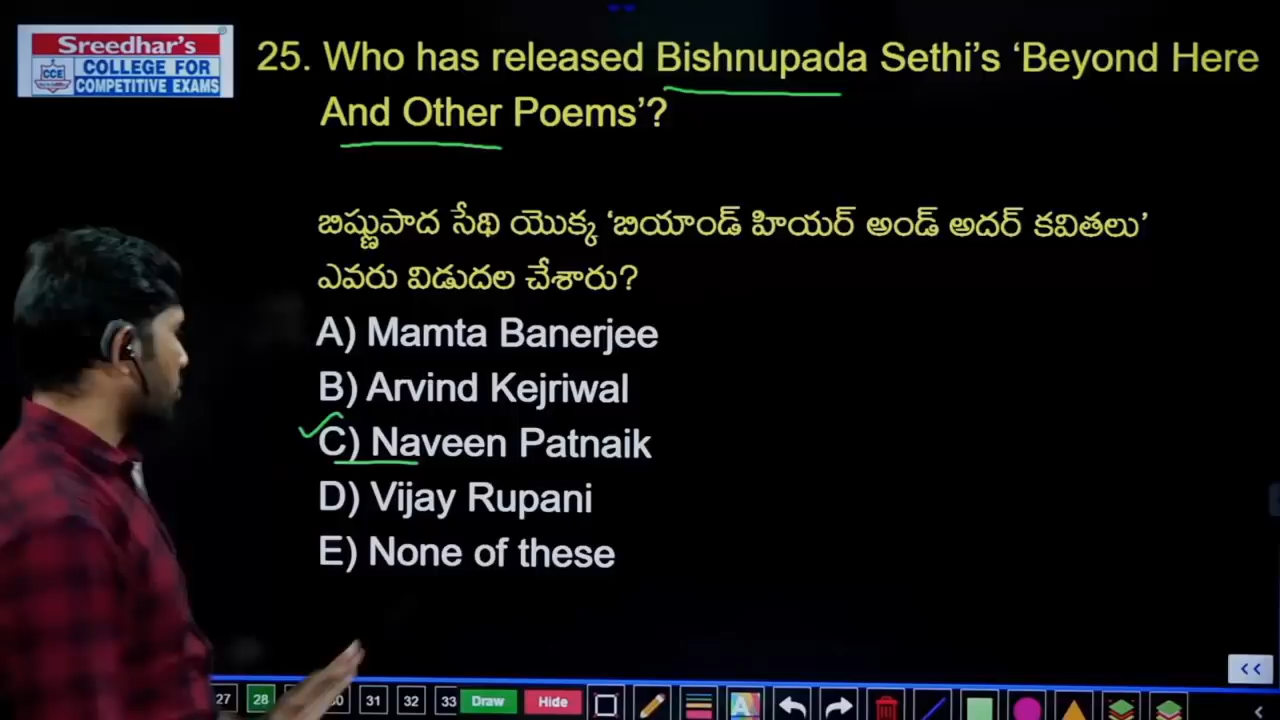 Sreedhar's
CCE
COLLEGE FOR
COMPETITIVE EXAMS
25. Who has released Bishnupada Sethi's 'Beyond Here
And Other Poems'?
బిష్ణుపాద సేథి యొక్క 'బియాండ్ హియర్ అండ్ అదర్ కవితలు'
ఎవరు విడుదల చేశారు?
A) Mamta Banerjee
B) Arvind Kejriwal
C) Naveen Patnaik
D) Vijay Rupani
E) None of these
27 28 31 32 33 Draw Hide